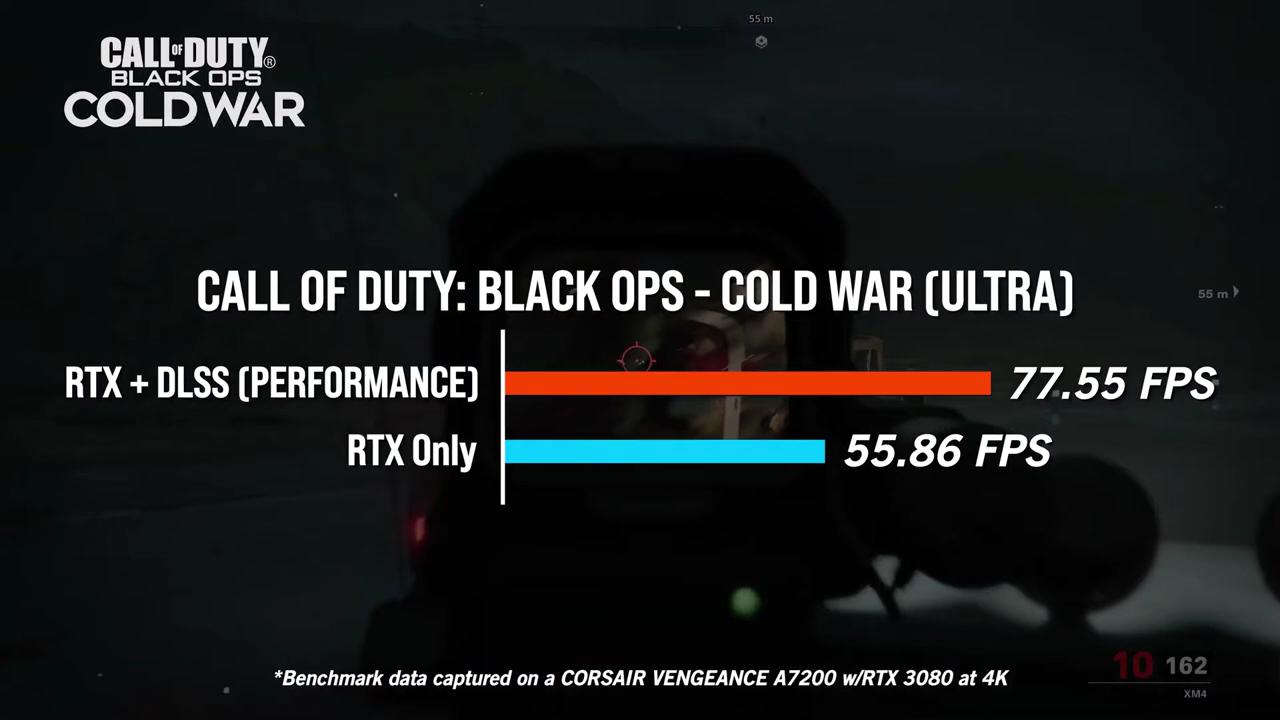 55 m
CALL OF DUTY®
BLACK OPS
COLD WAR
CALL OF DUTY: BLACK OPS - COLD WAR (ULTRA)
55 m
RTX + DLSS (PERFORMANCE) 77.55 FPS
RTX Only 55.86 FPS
10 162
XM4
*Benchmark data captured on a CORSAIR VENGEANCE A7200 w/RTX 3080 at 4K